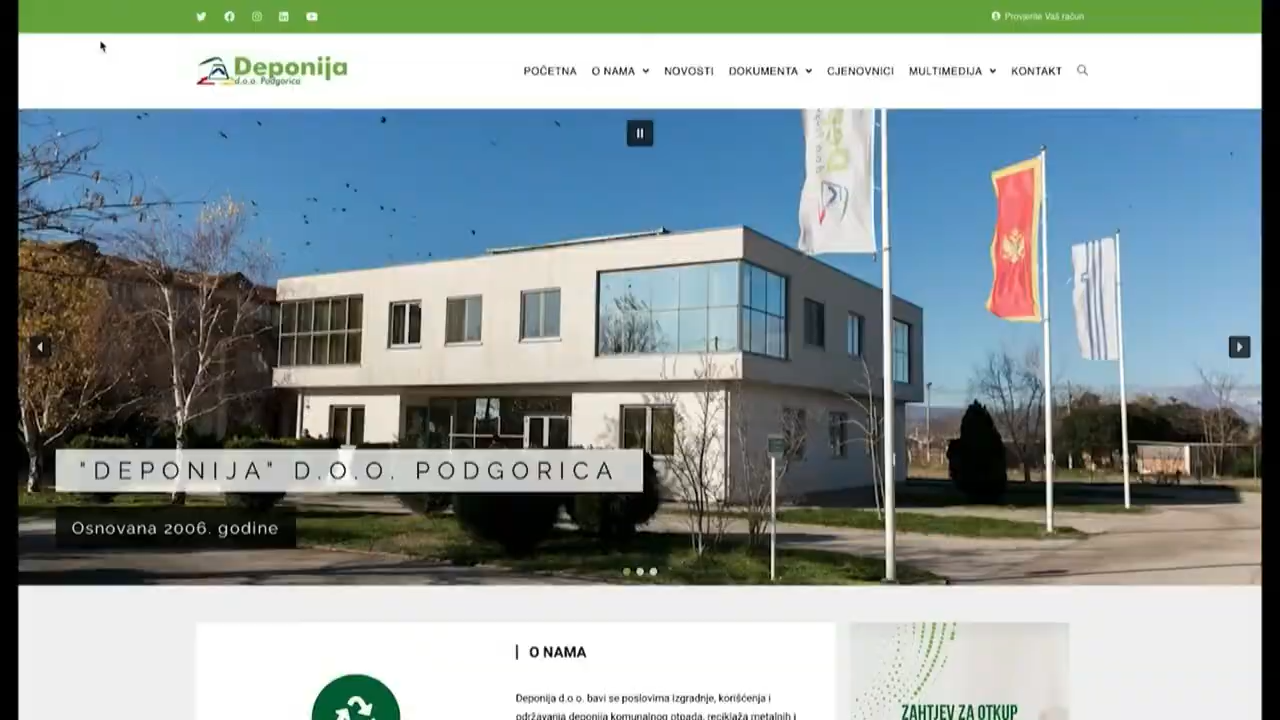 Provjerite Vaš račun
Deponija
d.o.o. Podgorica
POČETNA O NAMA NOVOSTI DOKUMENTA CJENOVNICI MULTIMEDIJA KONTAKT
"DEPONIJA" D.O.O. PODGORICA
Osnovana 2006. godine
O NAMA
Deponija d.o.o. bavi se poslovima izgradnje, korišćenja i
održavanja deponija komunalnog otpada, reciklaža metalnih i
ZAHTJEV ZA OTKUP